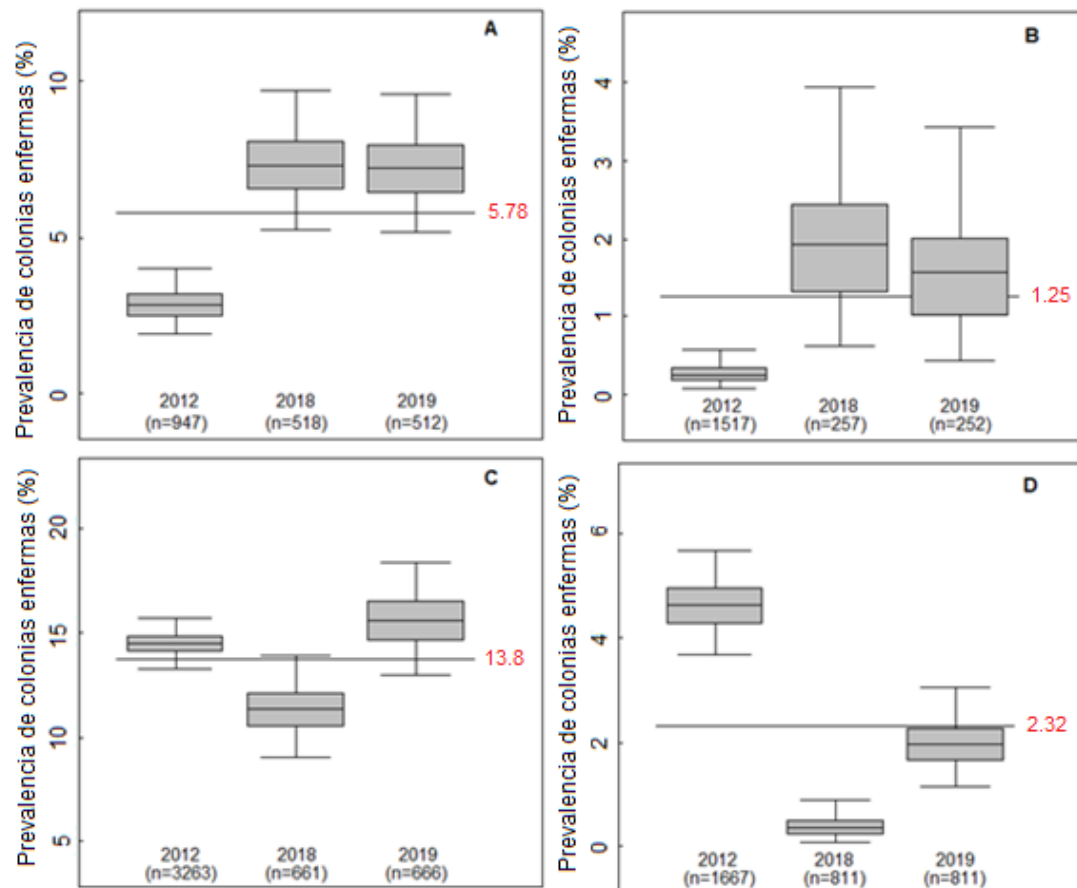 Prevalencia de colonias enfermas (%)
A
10
5
0
5.78
2012
2018
2019
(n=947)
(n=518)
(n=512)
Prevalencia de colonias enfermas (%)
B
4
3
2
1
0
1.25
2012
2018
2019
(n=1517)
(n=257)
(n=252)
Prevalencia de colonias enfermas (%)
C
20
15
10
5
13.8
2012
2018
2019
(n=3263)
(n=661)
(n=666)
Prevalencia de colonias enfermas (%)
D
6
4
2
0
2.32
2012
2018
2019
(n=1667)
(n=811)
(n=811)